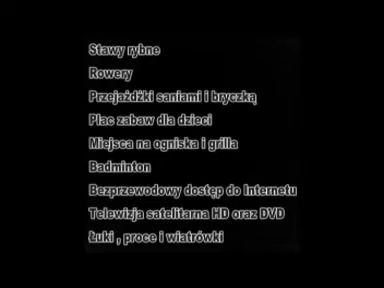 Stawy rybne
Rowery
Przejażdżki saniami i bryczką
Plac zabaw dla dzieci
Miejsca na ogniska i grilla
Badminton
Bezprzewodowy dostęp do Internetu
Telewizja satelitarna HD oraz DVD
Łuki , proce i wiatrówki